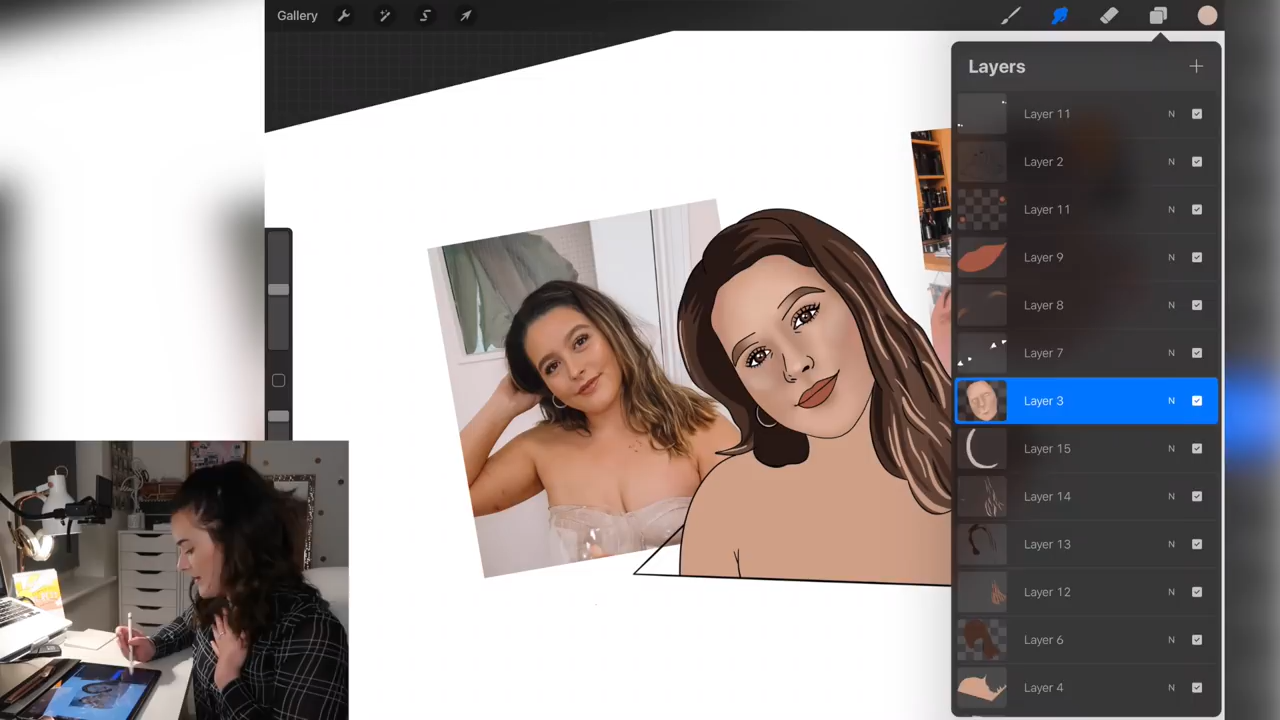 Gallery
Layers
Layer 11 N
Layer 2 N
Layer 11 N
Layer 9 N
Layer 8 N
Layer 7 N
Layer 3 N
Layer 15 N
Layer 14 N
Layer 13 N
Layer 12 N
Layer 6 N
Layer 4 N